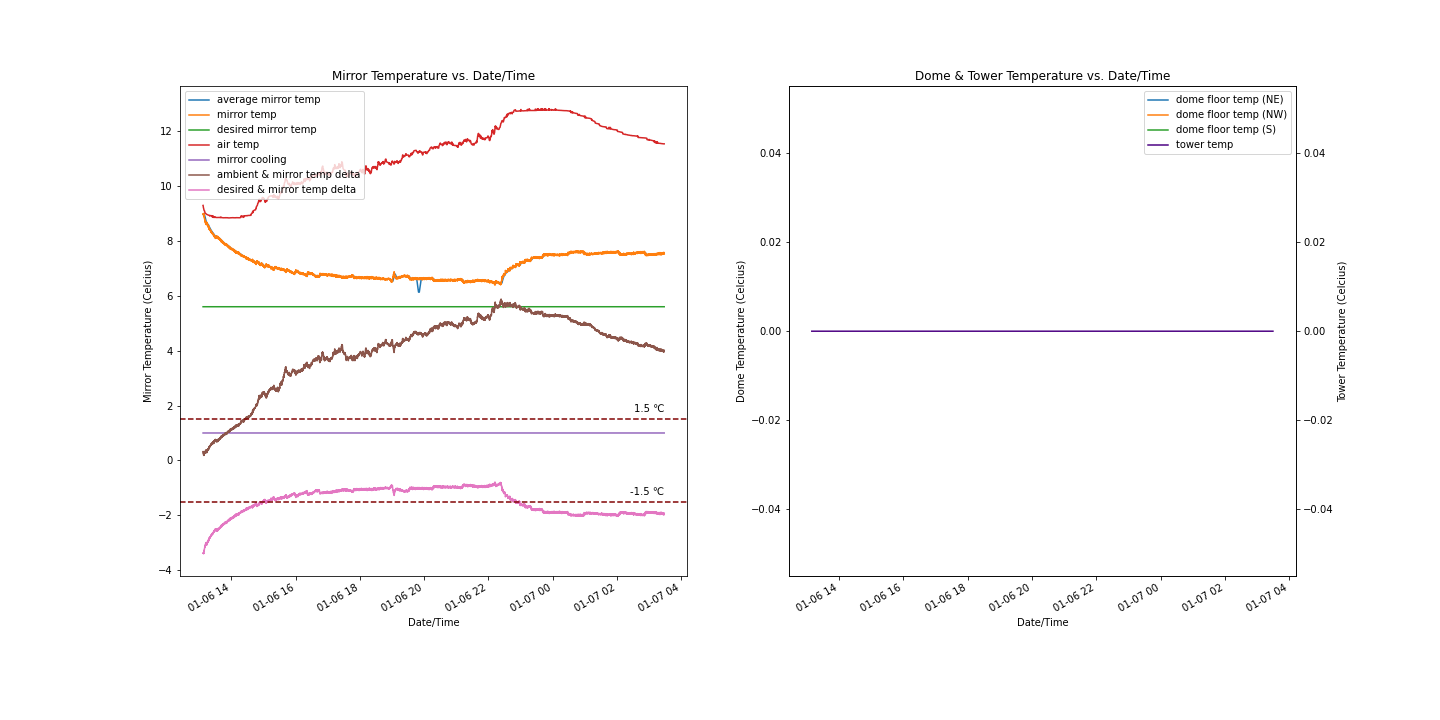 Mirror Temperature vs. Date/Time
average mirror temp
mirror temp
desired mirror temp
air temp
mirror cooling
ambient & mirror temp delta
desired & mirror temp delta
12
10
8
6
4
2
0
−2
−4
Mirror Temperature (Celcius)
1.5 °C
-1.5 °C
01-06 14
01-06 16
01-06 18
01-06 20
01-06 22
01-07 00
01-07 02
01-07 04
Date/Time
Dome & Tower Temperature vs. Date/Time
dome floor temp (NE)
dome floor temp (NW)
dome floor temp (S)
tower temp
0.04
0.02
0.00
−0.02
−0.04
Dome Temperature (Celcius)
0.04
0.02
0.00
−0.02
−0.04
Tower Temperature (Celcius)
01-06 14
01-06 16
01-06 18
01-06 20
01-06 22
01-07 00
01-07 02
01-07 04
Date/Time